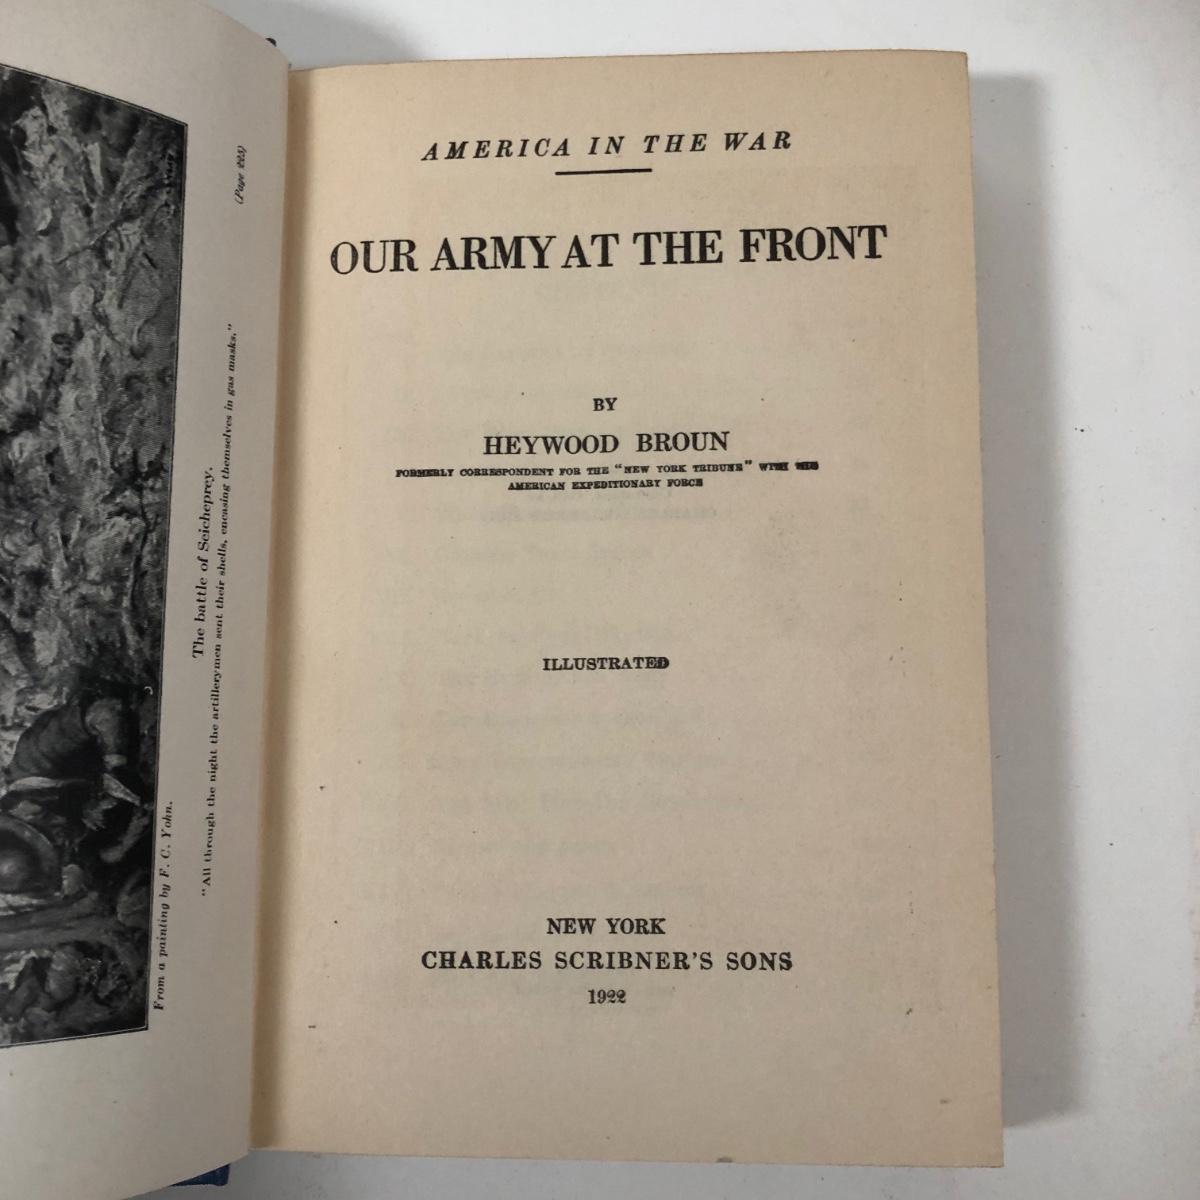 (Page 225)
The battle of Seicheprey.
"All through the night the artillerymen sent their shells, encasing themselves in gas masks."
From a painting by F. C. Yohn.
AMERICA IN THE WAR
OUR ARMY AT THE FRONT
BY
HEYWOOD BROUN
FORMERLY CORRESPONDENT FOR THE "NEW YORK TRIBUNE" WITH THE
AMERICAN EXPEDITIONARY FORCE
ILLUSTRATED
NEW YORK
CHARLES SCRIBNER'S SONS
1922